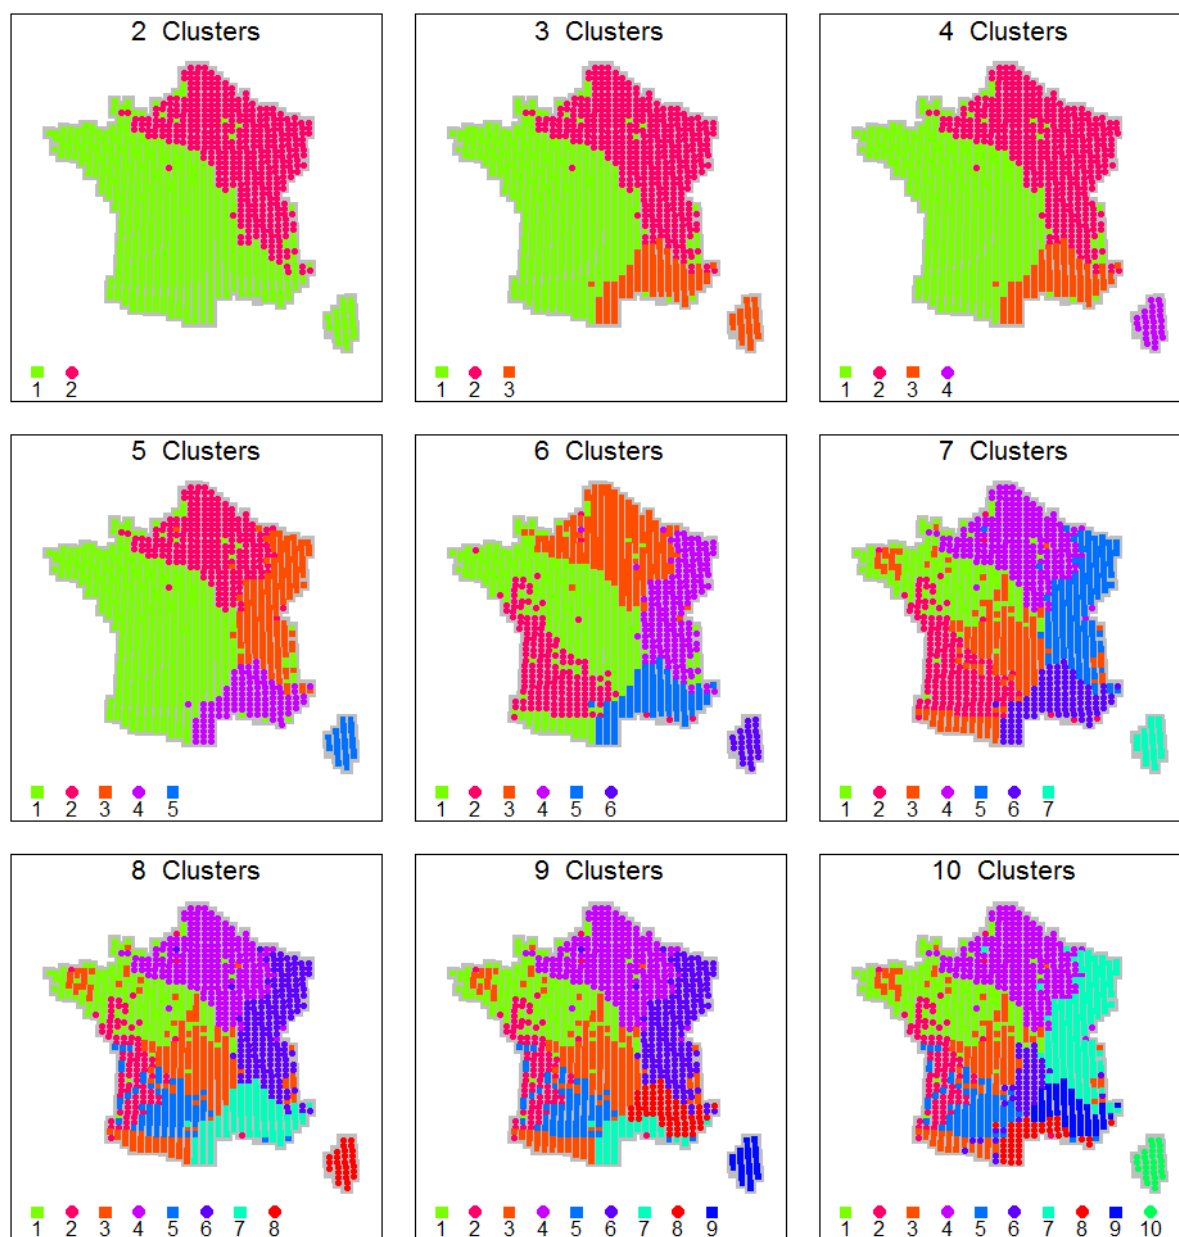 2 Clusters
3 Clusters
4 Clusters
1 2
1 2 3
1 2 3 4
5 Clusters
6 Clusters
7 Clusters
1 2 3 4 5
1 2 3 4 5 6
1 2 3 4 5 6 7
8 Clusters
9 Clusters
10 Clusters
1 2 3 4 5 6 7 8
1 2 3 4 5 6 7 8 9
1 2 3 4 5 6 7 8 9 10